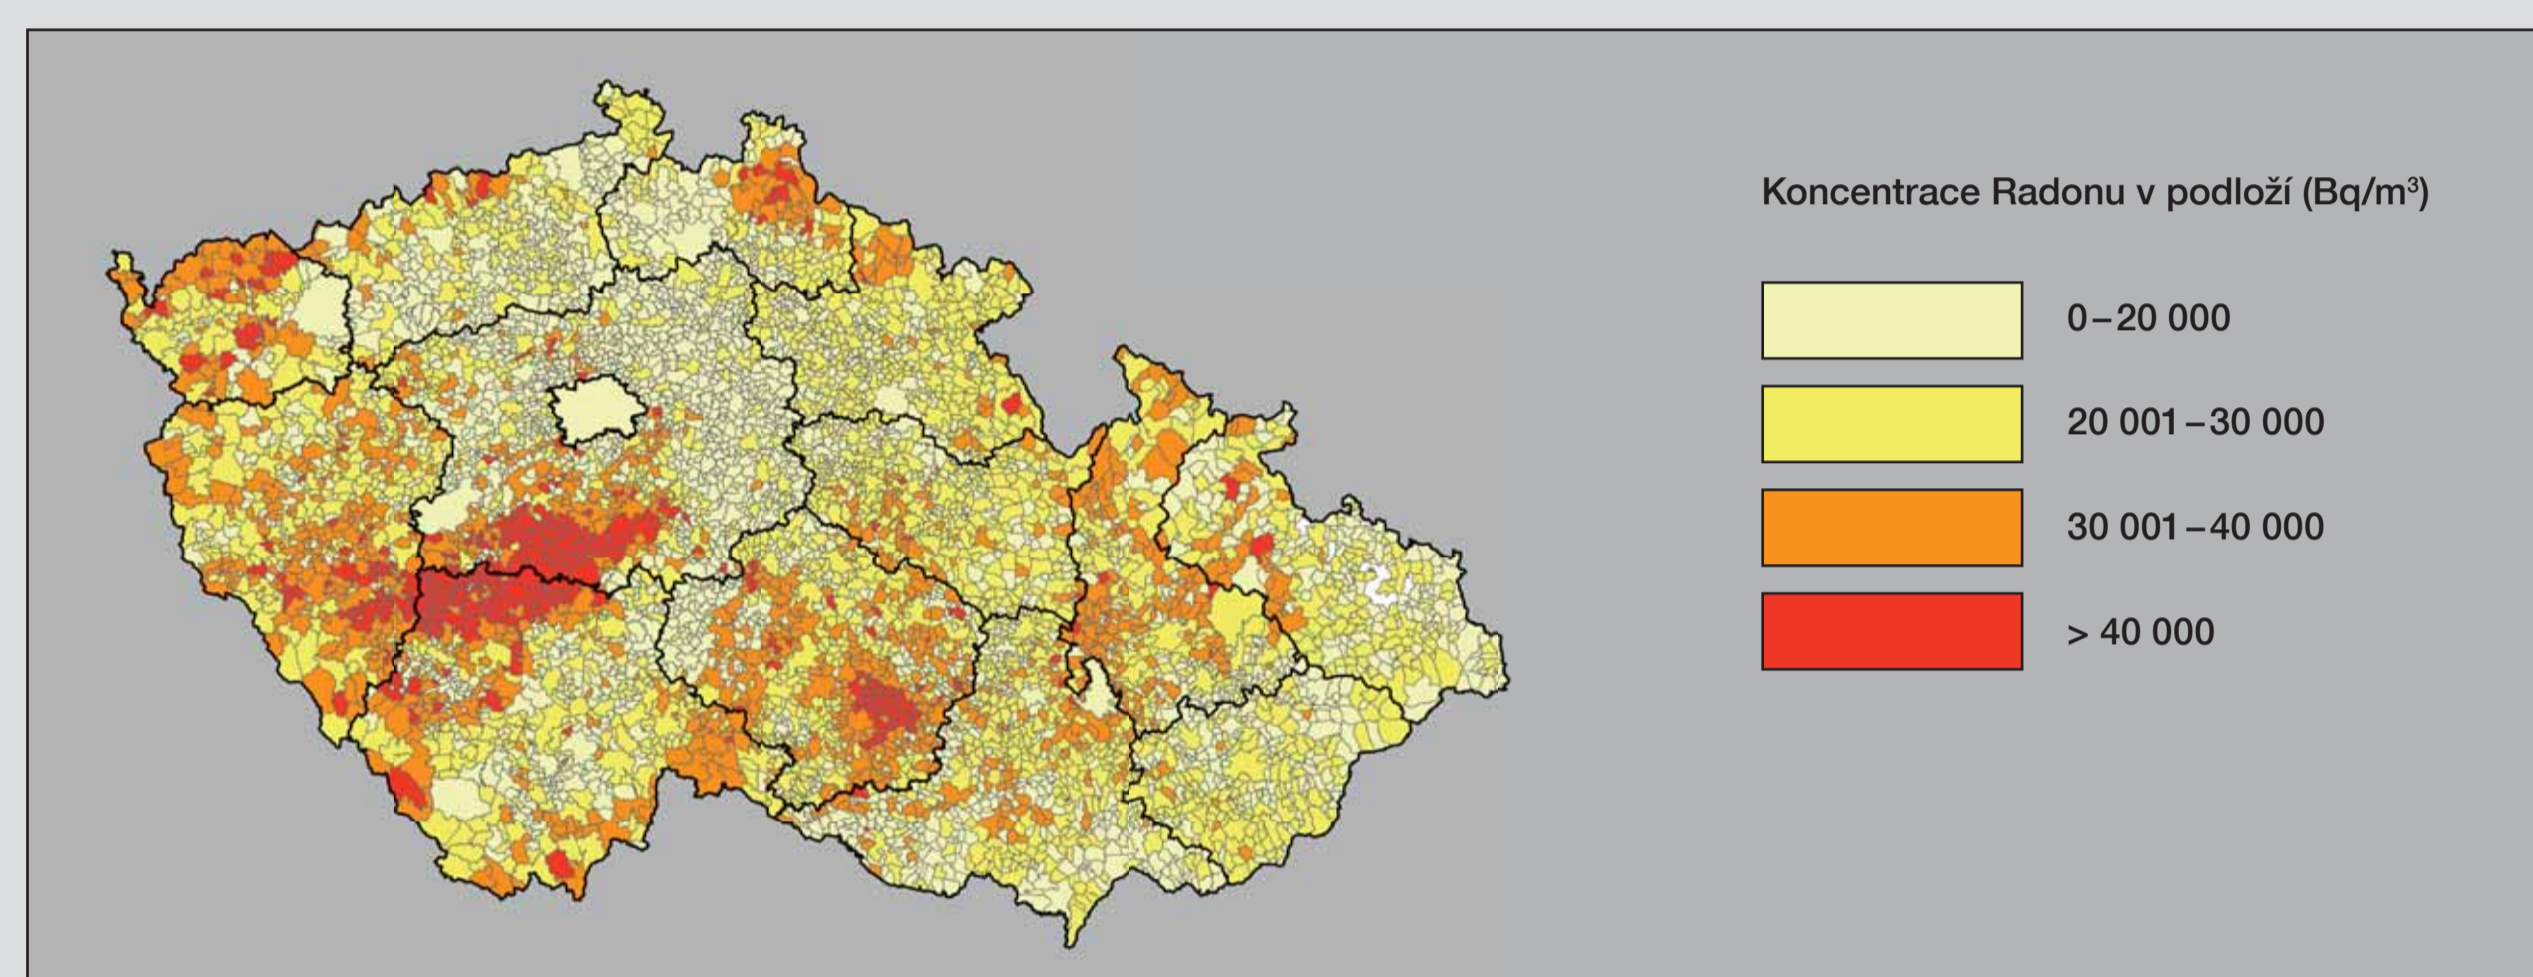 Koncentrace Radonu v podloží (Bq/m³)
0–20 000
20 001–30 000
30 001–40 000
> 40 000